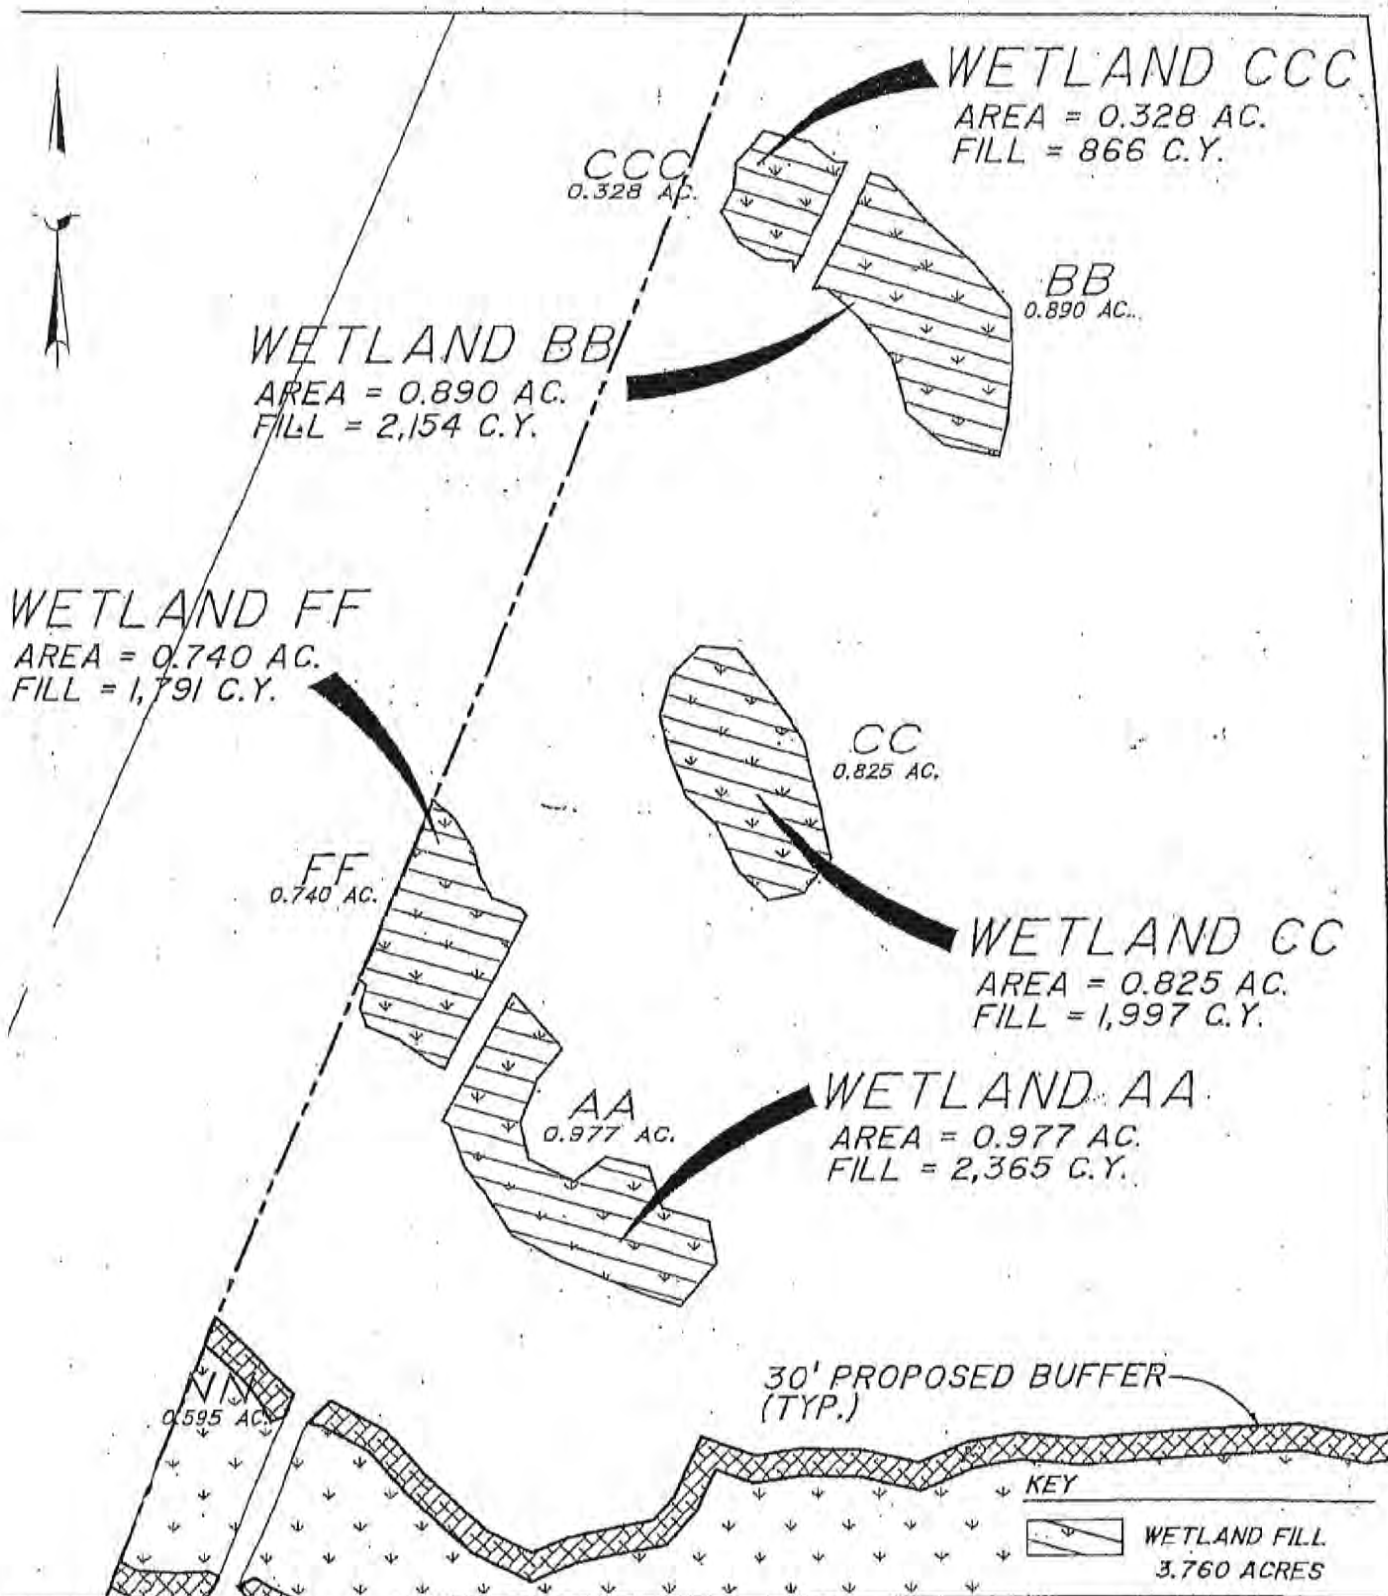 WETLAND CCC
AREA = 0.328 AC.
FILL = 866 C.Y.
CCC
0.328 AC.
BB
0.890 AC.
WETLAND BB
AREA = 0.890 AC.
FILL = 2,154 C.Y.
WETLAND FF
AREA = 0.740 AC.
FILL = 1,791 C.Y.
CC
0.825 AC.
FF
0.740 AC.
WETLAND CC
AREA = 0.825 AC.
FILL = 1,997 C.Y.
WETLAND AA
AREA = 0.977 AC.
FILL = 2,365 C.Y.
AA
0.977 AC.
30' PROPOSED BUFFER
(TYP.)
0.595 AC.
KEY
WETLAND FILL
3.760 ACRES